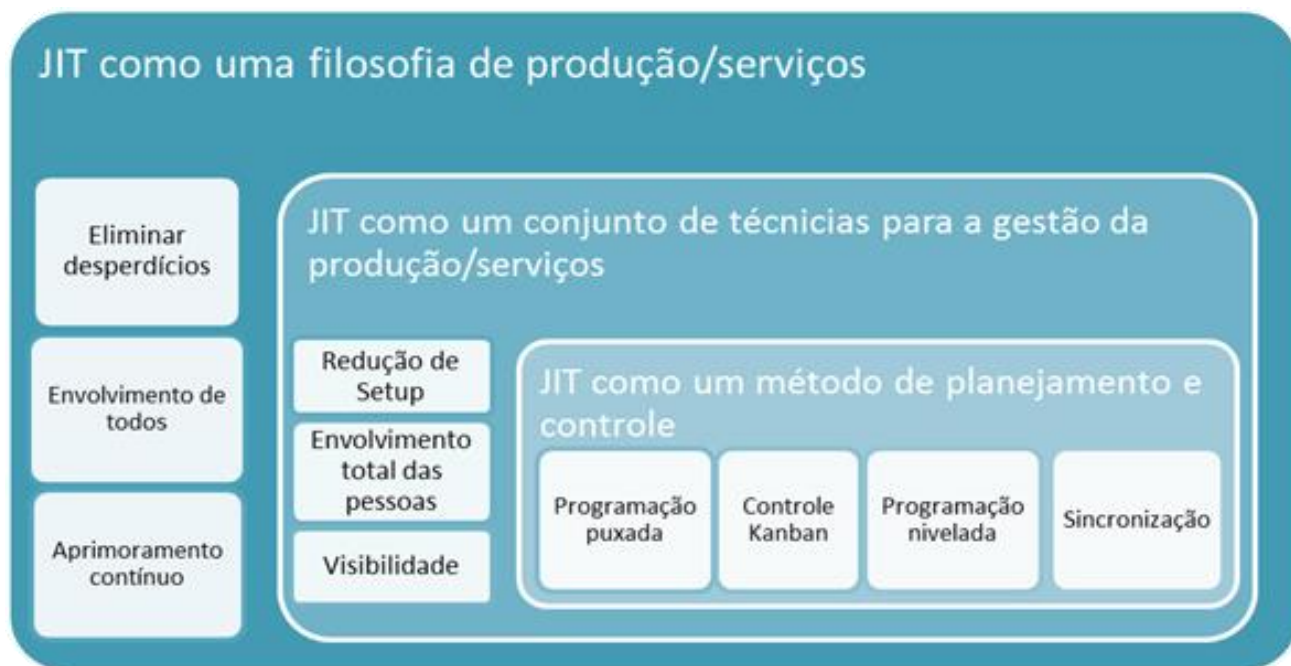 JIT como uma filosofia de produção/serviços
Eliminar
desperdícios
Envolvimento de
todos
Aprimoramento
contínuo
JIT como um conjunto de técnicias para a gestão da
produção/serviços
Redução de
Setup
Envolvimento
total das
pessoas
Visibilidade
JIT como um método de planejamento e
controle
Programação
puxada
Controle
Kanban
Programação
nivelada
Sincronização